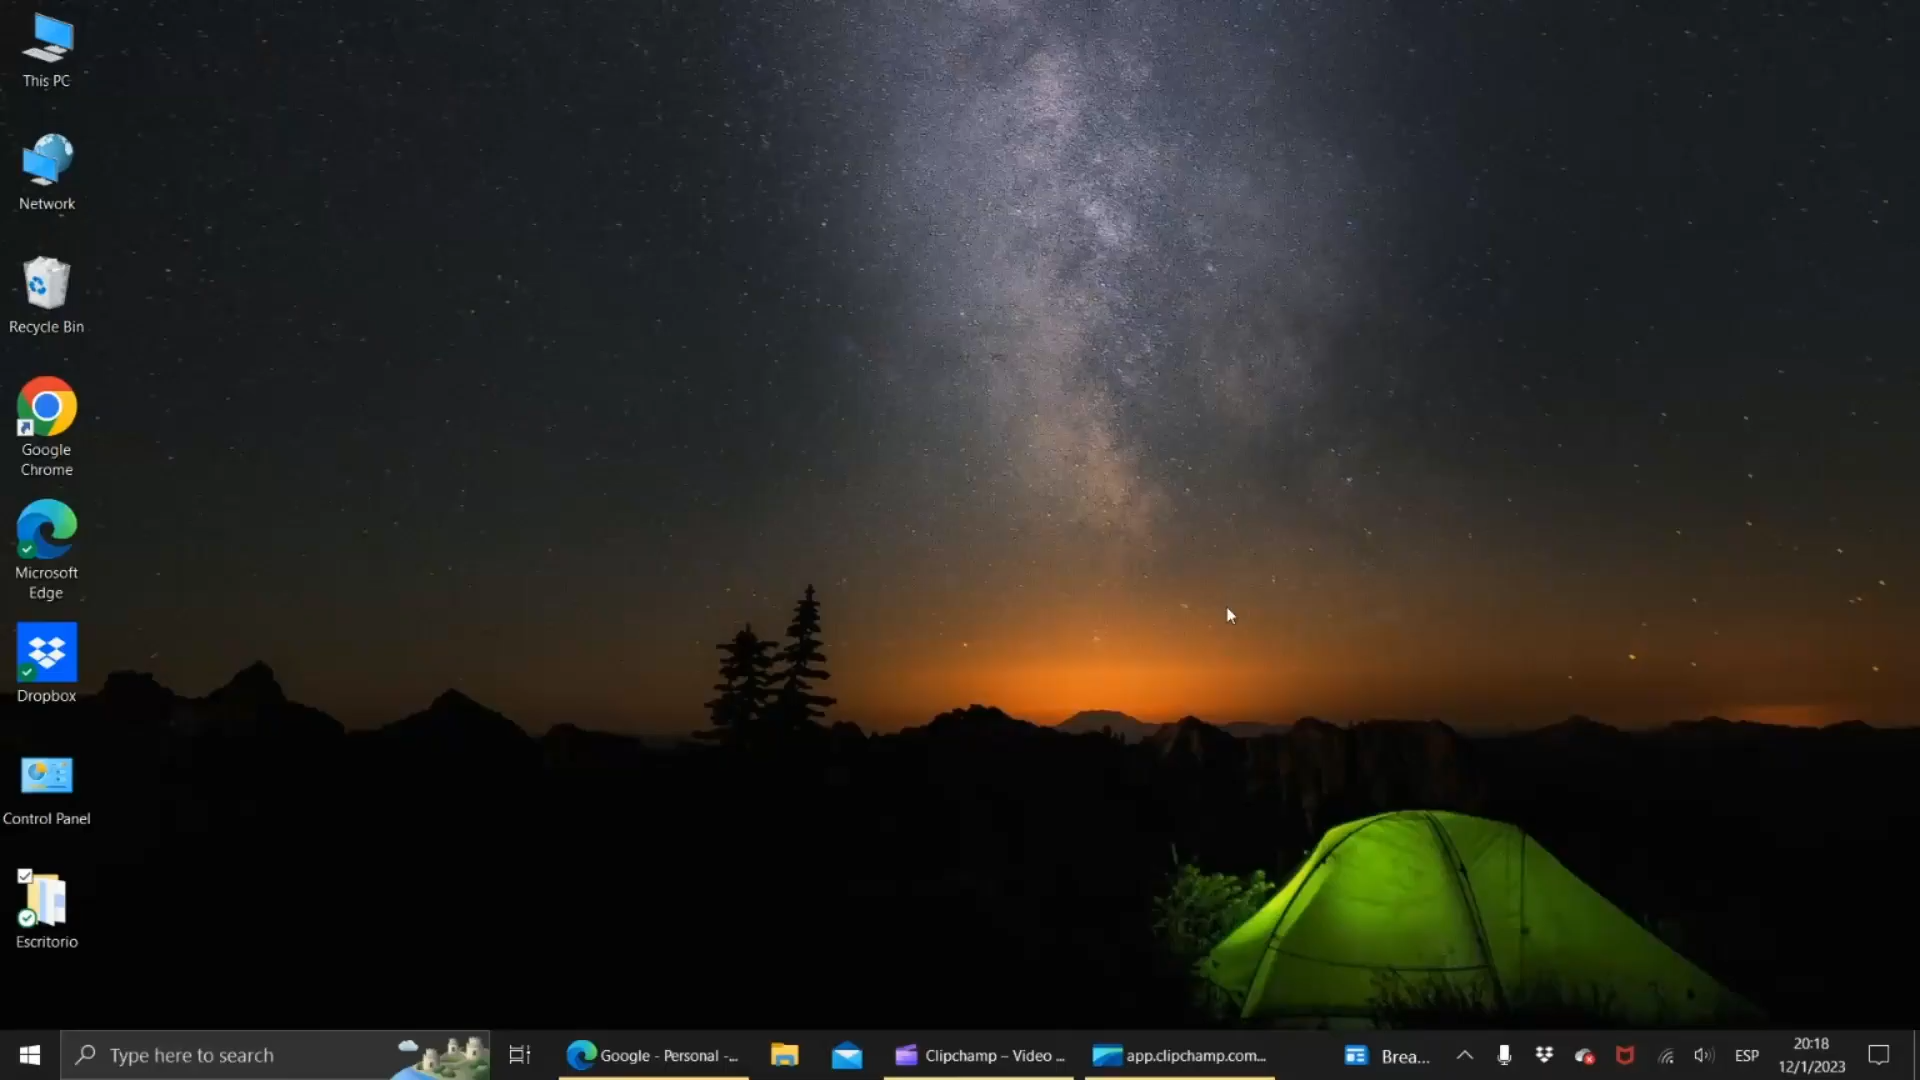 This PC
Network
Recycle Bin
Google
Chrome
Microsoft
Edge
Dropbox
Control Panel
Escritorio
Type here to search
Google - Personal -...
Clipchamp – Video ...
app.clipchamp.com...
Brea...
ESP
20:18
12/1/2023